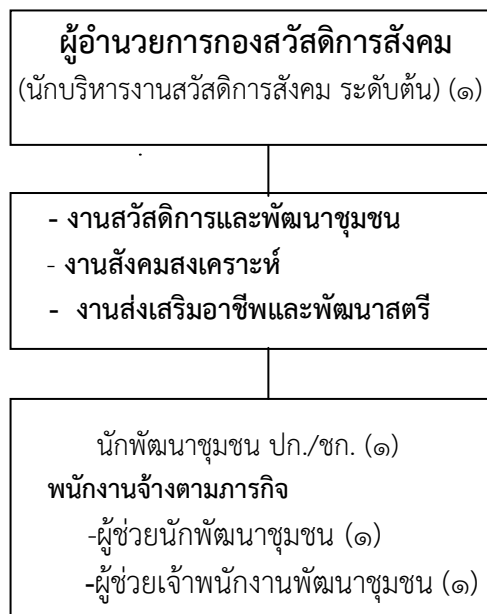 ผู้อำนวยการกองสวัสดิการสังคม
(นักบริหารงานสวัสดิการสังคม ระดับต้น) (๑)
- งานสวัสดิการและพัฒนาชุมชน
- งานสังคมสงเคราะห์
- งานส่งเสริมอาชีพและพัฒนาสตรี
นักพัฒนาชุมชน ปก./ชก. (๑)
พนักงานจ้างตามภารกิจ
-ผู้ช่วยนักพัฒนาชุมชน (๑)
-ผู้ช่วยเจ้าพนักงานพัฒนาชุมชน (๑)